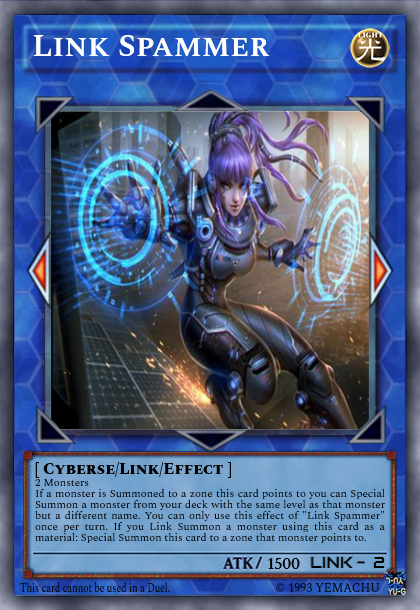 Link Spammer
LIGHT
光
[ Cyberse/Link/Effect ]
2 Monsters
If a monster is Summoned to a zone this card points to you can Special
Summon a monster from your deck with the same level as that monster
but a different name. You can only use this effect of "Link Spammer"
once per turn. If you Link Summon a monster using this card as a
material: Special Summon this card to a zone that monster points to.
ATK/ 1500 LINK - 2
This card cannot be used in a Duel. © 1993 YEMACHU